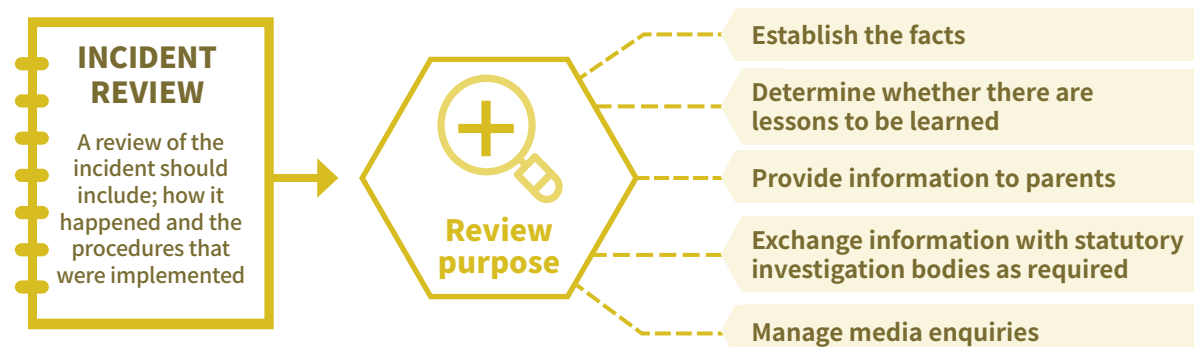 INCIDENT
REVIEW
A review of the
incident should
include; how it
happened and the
procedures that
were implemented
Review
purpose
Establish the facts
Determine whether there are
lessons to be learned
Provide information to parents
Exchange information with statutory
investigation bodies as required
Manage media enquiries